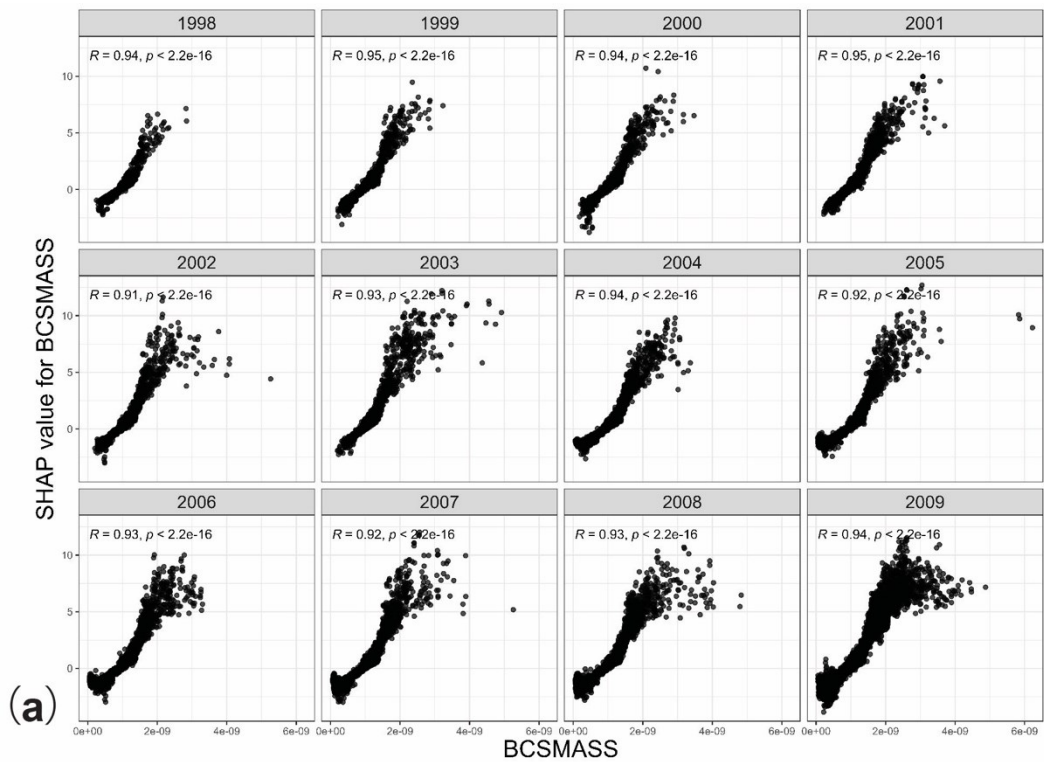 1998 1999 2000 2001
R = 0.94, p < 2.2e-16 R = 0.95, p < 2.2e-16 R = 0.94, p < 2.2e-16 R = 0.95, p < 2.2e-16
10
5
0
2002 2003 2004 2005
R = 0.91, p < 2.2e-16 R = 0.93, p < 2.2e-16 R = 0.94, p < 2.2e-16 R = 0.92, p < 2.2e-16
10
5
0
SHAP value for BCSMASS
2006 2007 2008 2009
R = 0.93, p < 2.2e-16 R = 0.92, p < 2.2e-16 R = 0.93, p < 2.2e-16 R = 0.94, p < 2.2e-16
10
5
0
(a)
0e+00 2e-09 4e-09 6e-09 0e+00 2e-09 4e-09 6e-09 0e+00 2e-09 4e-09 6e-09 0e+00 2e-09 4e-09 6e-09
BCSMASS